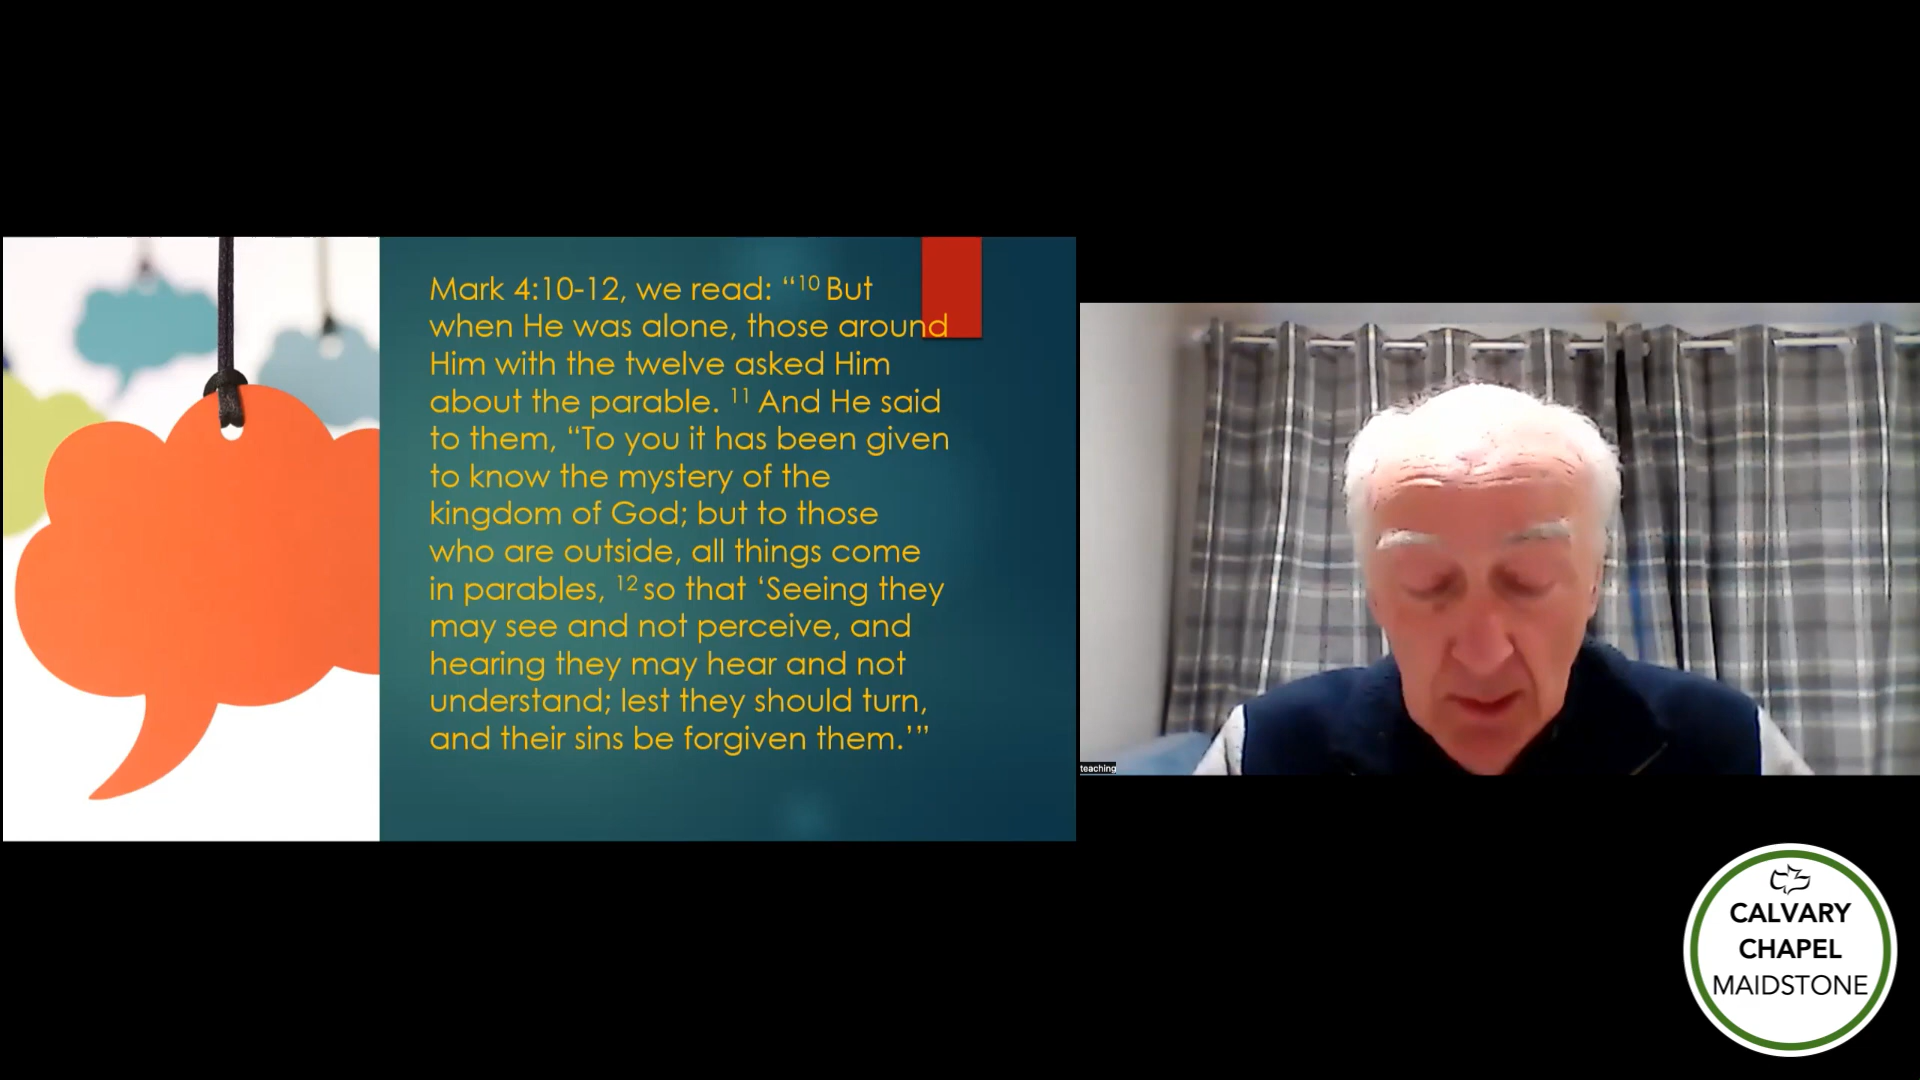 Mark 4:10-12, we read: “10 But
when He was alone, those around
Him with the twelve asked Him
about the parable. 11 And He said
to them, “To you it has been given
to know the mystery of the
kingdom of God; but to those
who are outside, all things come
in parables, 12 so that ‘Seeing they
may see and not perceive, and
hearing they may hear and not
understand; lest they should turn,
and their sins be forgiven them.’”
teaching
CALVARY
CHAPEL
MAIDSTONE